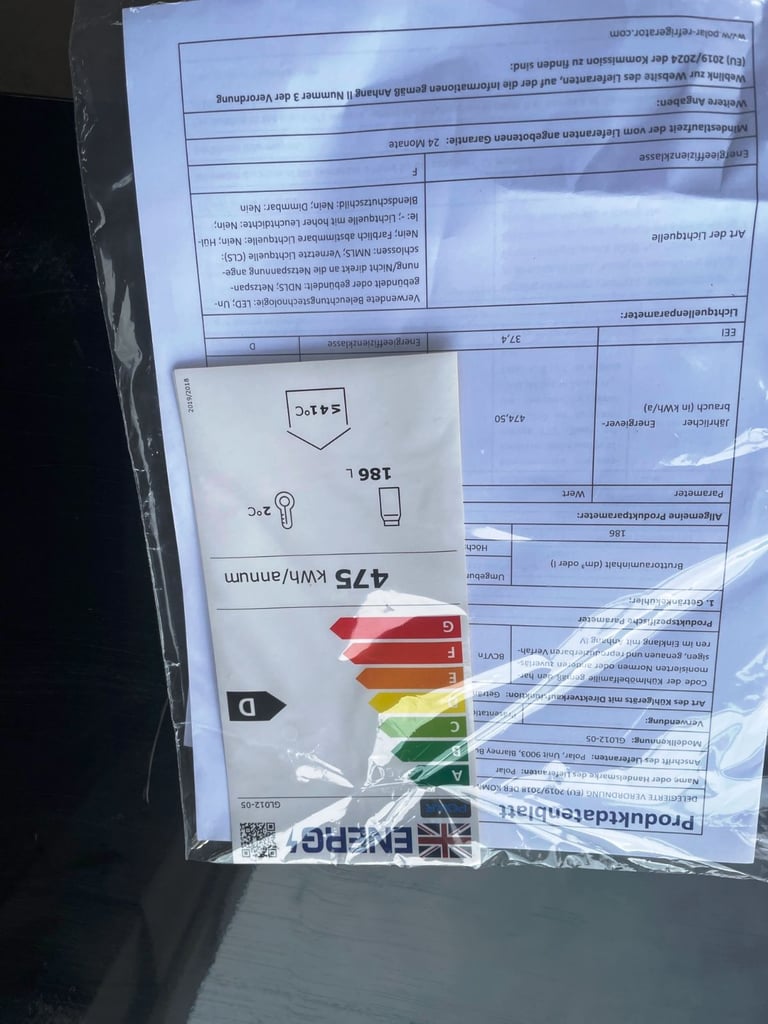 Produktdatenblatt
DELEGIERTE VERORDNUNG (EU) 2019/2018 DER KOM
Name oder Handelsmarke des Lieferanten: Polar
Anschrift des Lieferanten: Polar, Unit 9003, Blarney Bu
Modellkennung: GL012-05
Verwendung:
Art des Kühlgeräts mit Direktverkaufsfunktion: Geträn
Code der Kühlmöbelfamilie gemäß den har-
monisierten Normen oder anderen zuverläs-
sigen, genauen und reproduzierbaren Verfah-
ren im Einklang mit Anhang IV
Produktspezifische Parameter
1. Getränkekühler:
Bruttorauminhalt (dm³ oder l)
Umgebun
Höch
186
Allgemeine Produktparameter:
Parameter
Wert
Jährlicher Energiever-
brauch (in kWh/a)
474,50
EEI
37,4
Energieeffizienzklasse
D
Lichtquellenparameter:
Art der Lichtquelle
Verwendete Beleuchtungstechnologie: LED; Un-
gebündelt oder gebündelt: NDLS; Netzspan-
nung/Nicht direkt an die Netzspannung ange-
schlossen: NMLS; Vernetzte Lichtquelle (CLS):
Nein; Farblich abstimmbare Lichtquelle: Nein; Hül-
le: -; Lichtquelle mit hoher Leuchtdichte: Nein;
Blendschutzschild: Nein; Dimmbar: Nein
Energieeffizienzklasse
F
Mindestlaufzeit der vom Lieferanten angebotenen Garantie: 24 Monate
Weitere Angaben:
Weblink zur Website des Lieferanten, auf der die Informationen gemäß Anhang II Nummer 3 der Verordnung
(EU) 2019/2024 der Kommission zu finden sind:
www.polar-refrigerator.com
ENERG
POLAR
GL012-05
A
B
C
D
E
F
G
D
475 kWh/annum
186 L
2°C
≤41°C
2019/2018